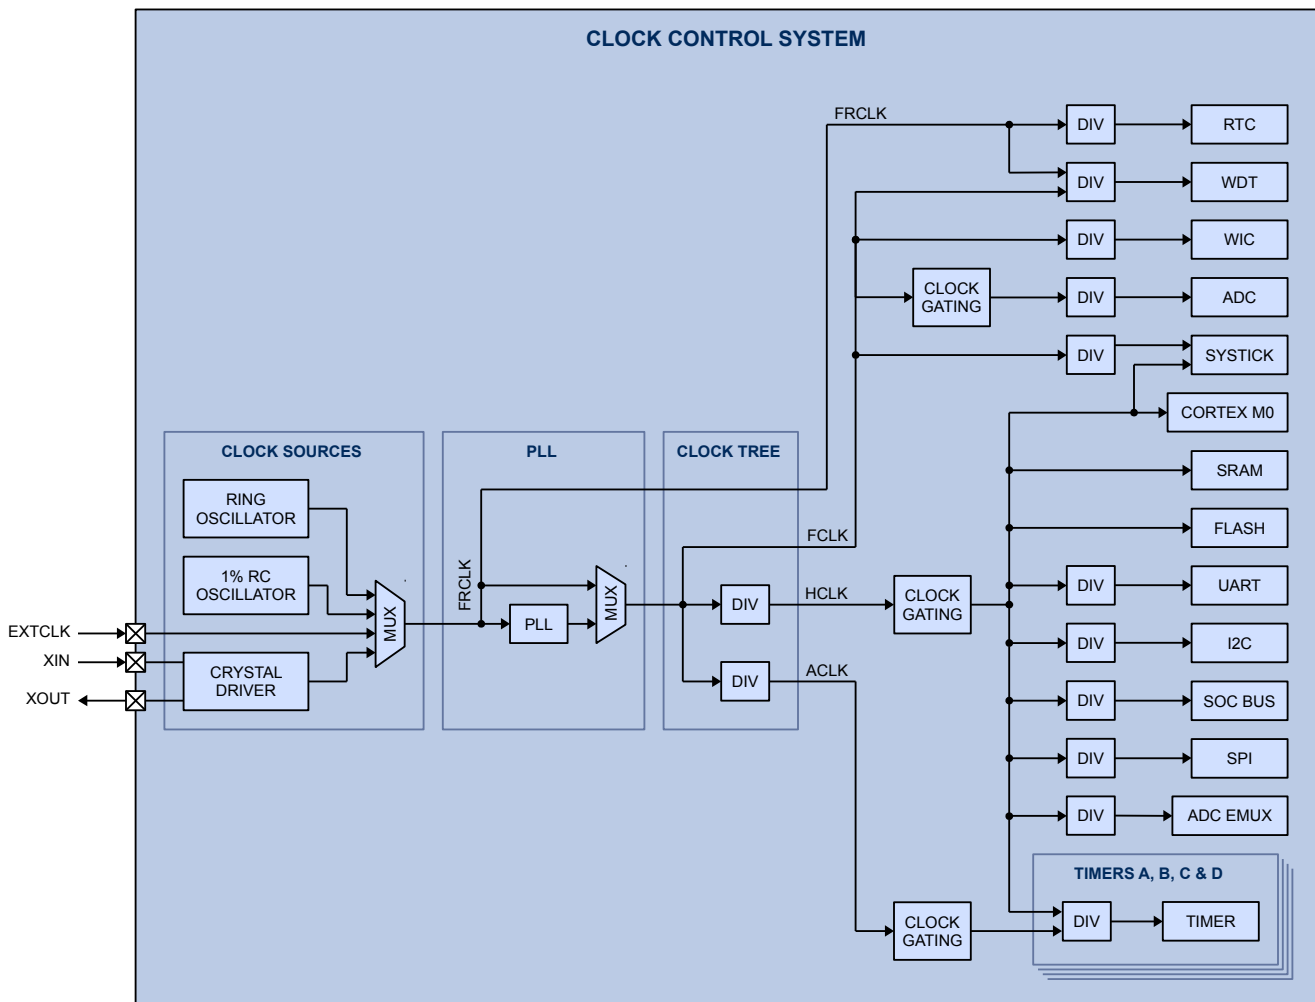 CLOCK CONTROL SYSTEM
FRCLK
DIV
RTC
DIV
WDT
DIV
WIC
CLOCK
GATING
DIV
ADC
DIV
SYSTICK
CORTEX M0
CLOCK SOURCES
PLL
CLOCK TREE
SRAM
RING
OSCILLATOR
FLASH
FCLK
1% RC
OSCILLATOR
FRCLK
MUX
MUX
PLL
DIV
HCLK
CLOCK
GATING
DIV
UART
EXTCLK
XIN
XOUT
CRYSTAL
DRIVER
DIV
ACLK
DIV
I2C
DIV
SOC BUS
DIV
SPI
DIV
ADC EMUX
TIMERS A, B, C & D
CLOCK
GATING
DIV
TIMER